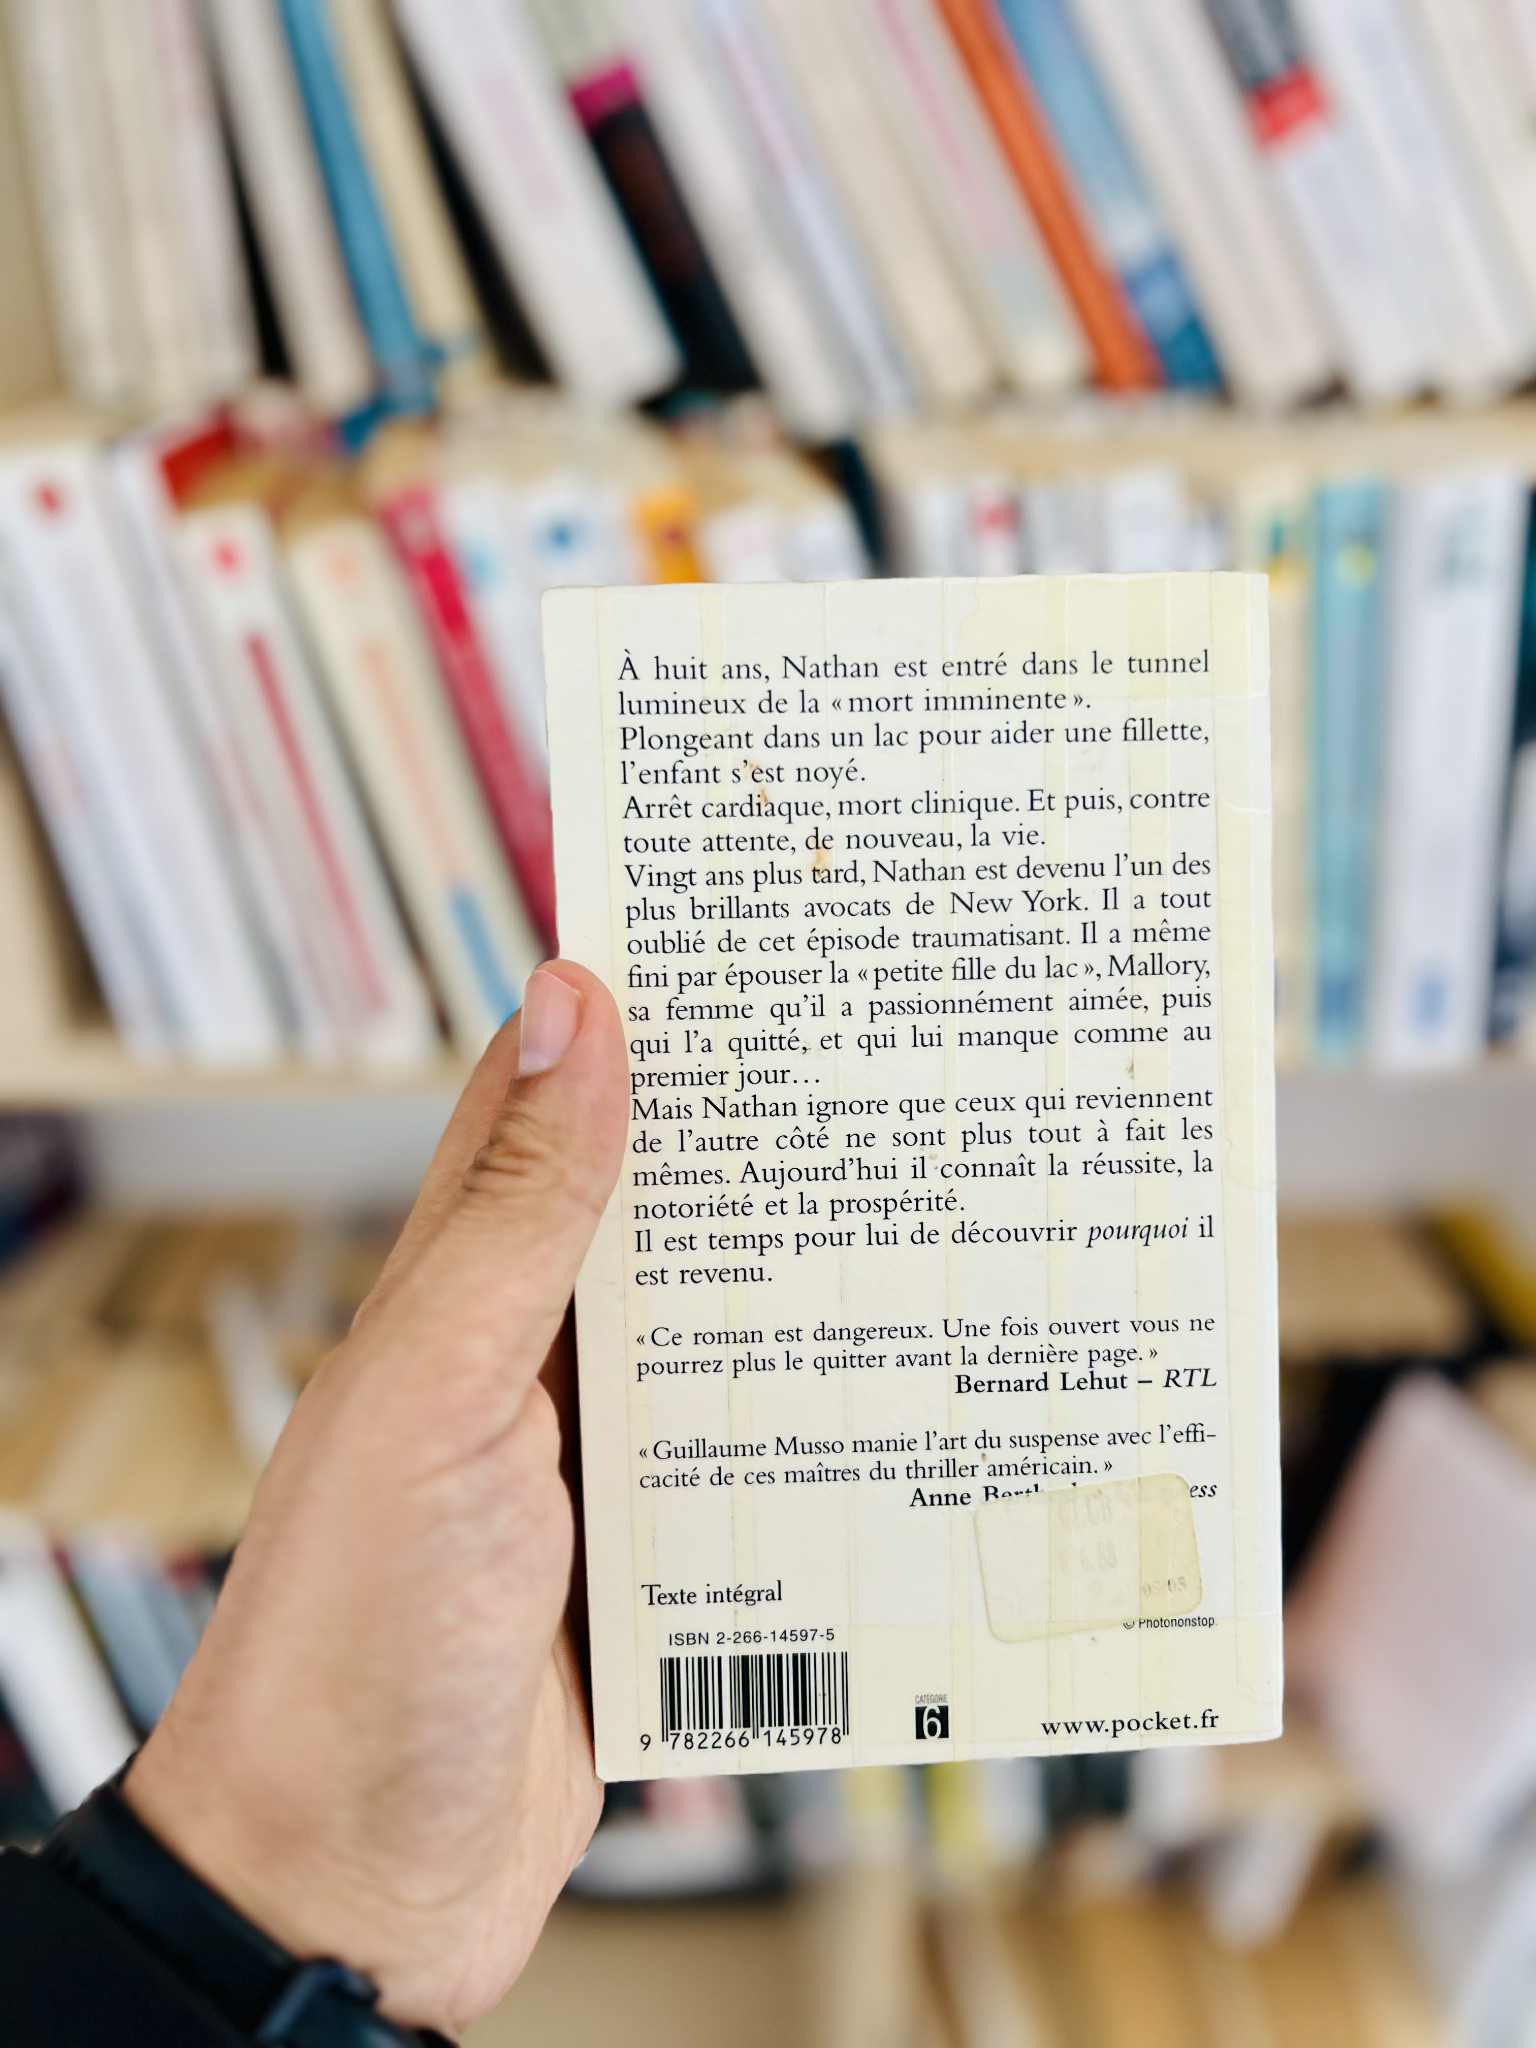 À huit ans, Nathan est entré dans le tunnel
lumineux de la « mort imminente ».
Plongeant dans un lac pour aider une fillette,
l'enfant s'est noyé.
Arrêt cardiaque, mort clinique. Et puis, contre
toute attente, de nouveau, la vie.
Vingt ans plus tard, Nathan est devenu l'un des
plus brillants avocats de New York. Il a tout
oublié de cet épisode traumatisant. Il a même
fini par épouser la « petite fille du lac », Mallory,
sa femme qu'il a passionnément aimée, puis
qui l'a quitté, et qui lui manque comme au
premier jour…
Mais Nathan ignore que ceux qui reviennent
de l'autre côté ne sont plus tout à fait les
mêmes. Aujourd'hui il connaît la réussite, la
notoriété et la prospérité.
Il est temps pour lui de découvrir pourquoi il
est revenu.
« Ce roman est dangereux. Une fois ouvert vous ne
pourrez plus le quitter avant la dernière page. »
Bernard Lehut – RTL
« Guillaume Musso manie l'art du suspense avec l'effi-
cacité de ces maîtres du thriller américain. »
Anne
Texte intégral
© Photononstop.
ISBN 2-266-14597-5
9 782266 145978
CATÉGORIE
6
www.pocket.fr